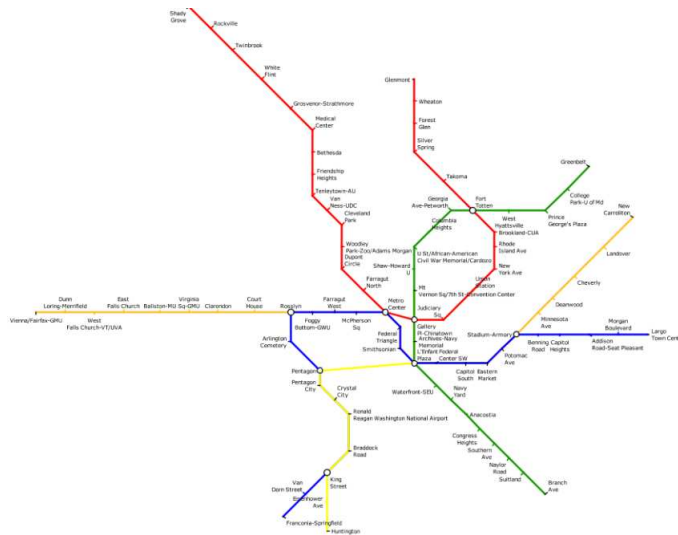 Shady
Grove
Rockville
Twinbrook
White
Flint
Grosvenor-Strathmore
Medical
Center
Bethesda
Friendship
Heights
Tenleytown-AU
Van
Ness-UDC
Cleveland
Park
Woodley
Park-Zoo/Adams Morgan
Dupont
Circle
Farragut
North
Metro
Center
Glenmont
Wheaton
Forest
Glen
Silver
Spring
Takoma
Fort
Totten
Georgia
Ave-Petworth
Columbia
Heights
West
Hyattsville
Prince
George's Plaza
College
Park-U of Md
Greenbelt
Brookland-CUA
Rhode
Island Ave
New
York Ave
Union
Station
Judiciary
Sq
U St/African-American
Civil War Memorial/Cardozo
Shaw-Howard
U
Mt
Vernon Sq/7th St-Convention Center
Gallery
Pl-Chinatown
Archives-Navy
Memorial
L'Enfant
Plaza
Federal
Center SW
Capitol
South
Eastern
Market
Potomac
Ave
Stadium-Armory
New
Carrollton
Landover
Cheverly
Deanwood
Minnesota
Ave
Benning
Road
Capitol
Heights
Addison
Road-Seat Pleasant
Morgan
Boulevard
Largo
Town Cent
Vienna/Fairfax-GMU
Dunn
Loring-Merrifield
West
Falls Church-VT/UVA
East
Falls Church
Ballston-MU
Virginia
Sq-GMU
Clarendon
Court
House
Rosslyn
Foggy
Bottom-GWU
Farragut
West
McPherson
Sq
Federal
Triangle
Smithsonian
Arlington
Cemetery
Pentagon
Pentagon
City
Crystal
City
Ronald
Reagan Washington National Airport
Braddock
Road
King
Street
Van
Dorn Street
Eisenhower
Ave
Franconia-Springfield
Huntington
Waterfront-SEU
Navy
Yard
Anacostia
Congress
Heights
Southern
Ave
Naylor
Road
Suitland
Branch
Ave